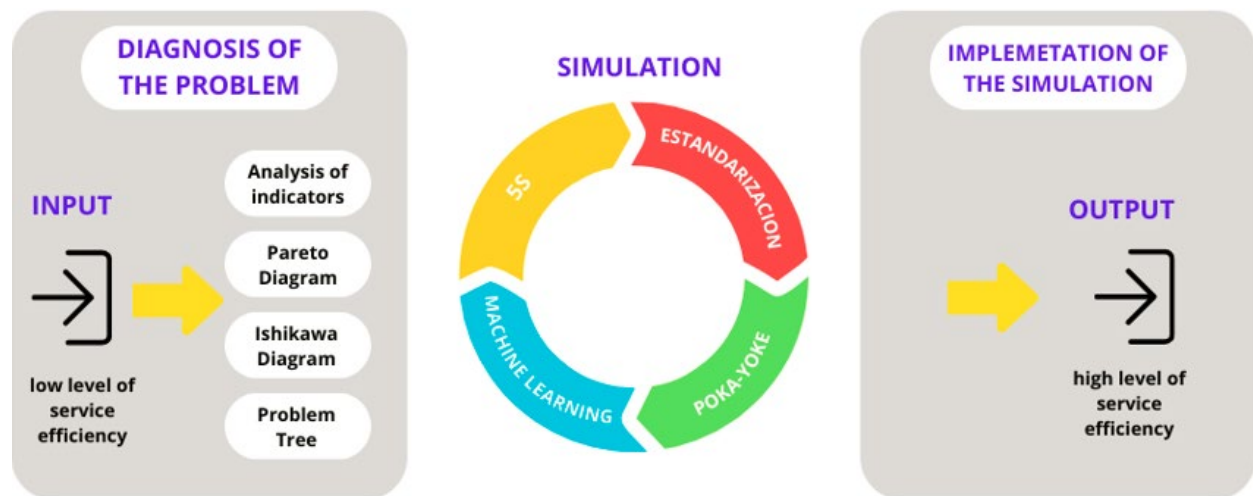 DIAGNOSIS OF
THE PROBLEM
INPUT
low level of
service
efficiency
Analysis of
indicators
Pareto
Diagram
Ishikawa
Diagram
Problem
Tree
SIMULATION
5S
ESTANDARIZACION
POKA-YOKE
MACHINE LEARNING
IMPLEMETATION OF
THE SIMULATION
OUTPUT
high level of
service
efficiency